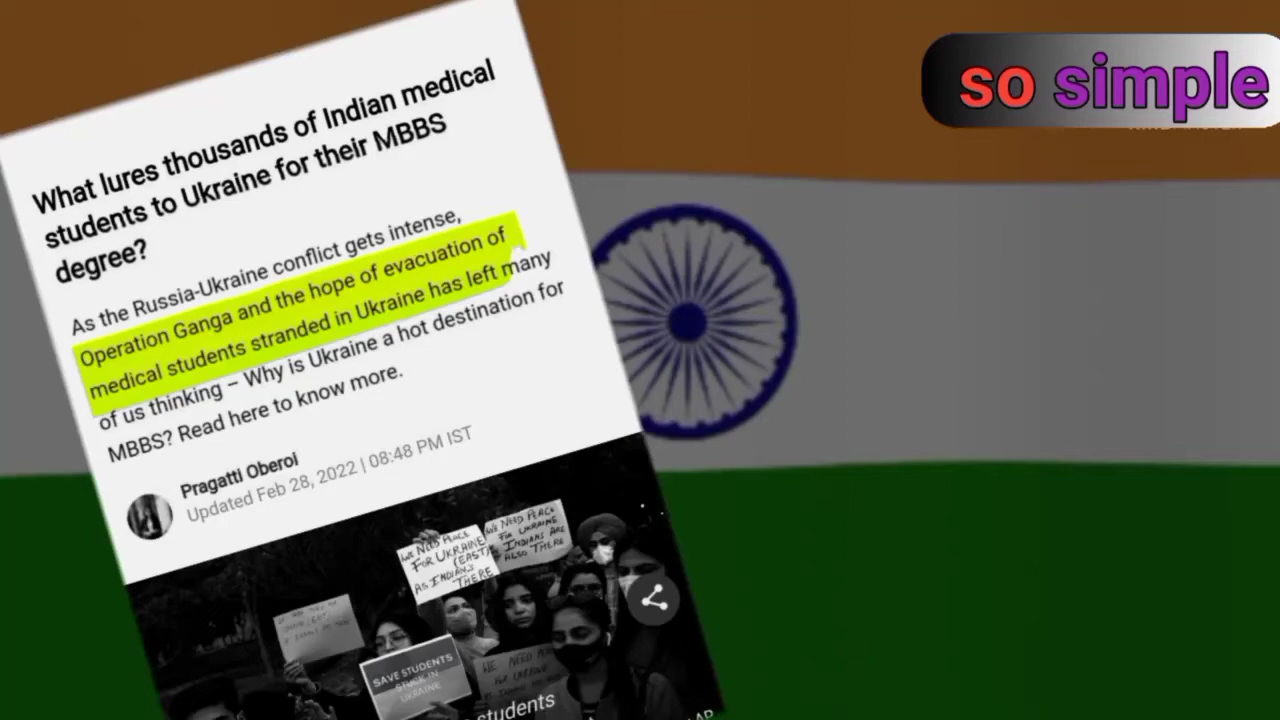 so simple
What lures thousands of Indian medical
students to Ukraine for their MBBS
degree?
As the Russia-Ukraine conflict gets intense,
Operation Ganga and the hope of evacuation of
medical students stranded in Ukraine has left many
of us thinking – Why is Ukraine a hot destination for
MBBS? Read here to know more.
Pragatti Oberoi
Updated Feb 28, 2022 | 08:48 PM IST
WE NEED PEACE
FOR UKRAINE
(EAST)
AS INDIANS
THERE
WE NEED PEACE
FOR UKRAINE
AS INDIANS ARE
ALSO THERE
SAVE STUDENTS
STUCK IN
UKRAINE
WE NEED
students